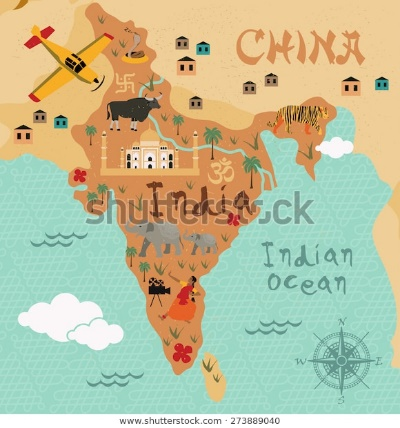 CHINA
ॐ
India
shutterstock
Indian
Ocean
N
W E
S
www.shutterstock.com · 273889040